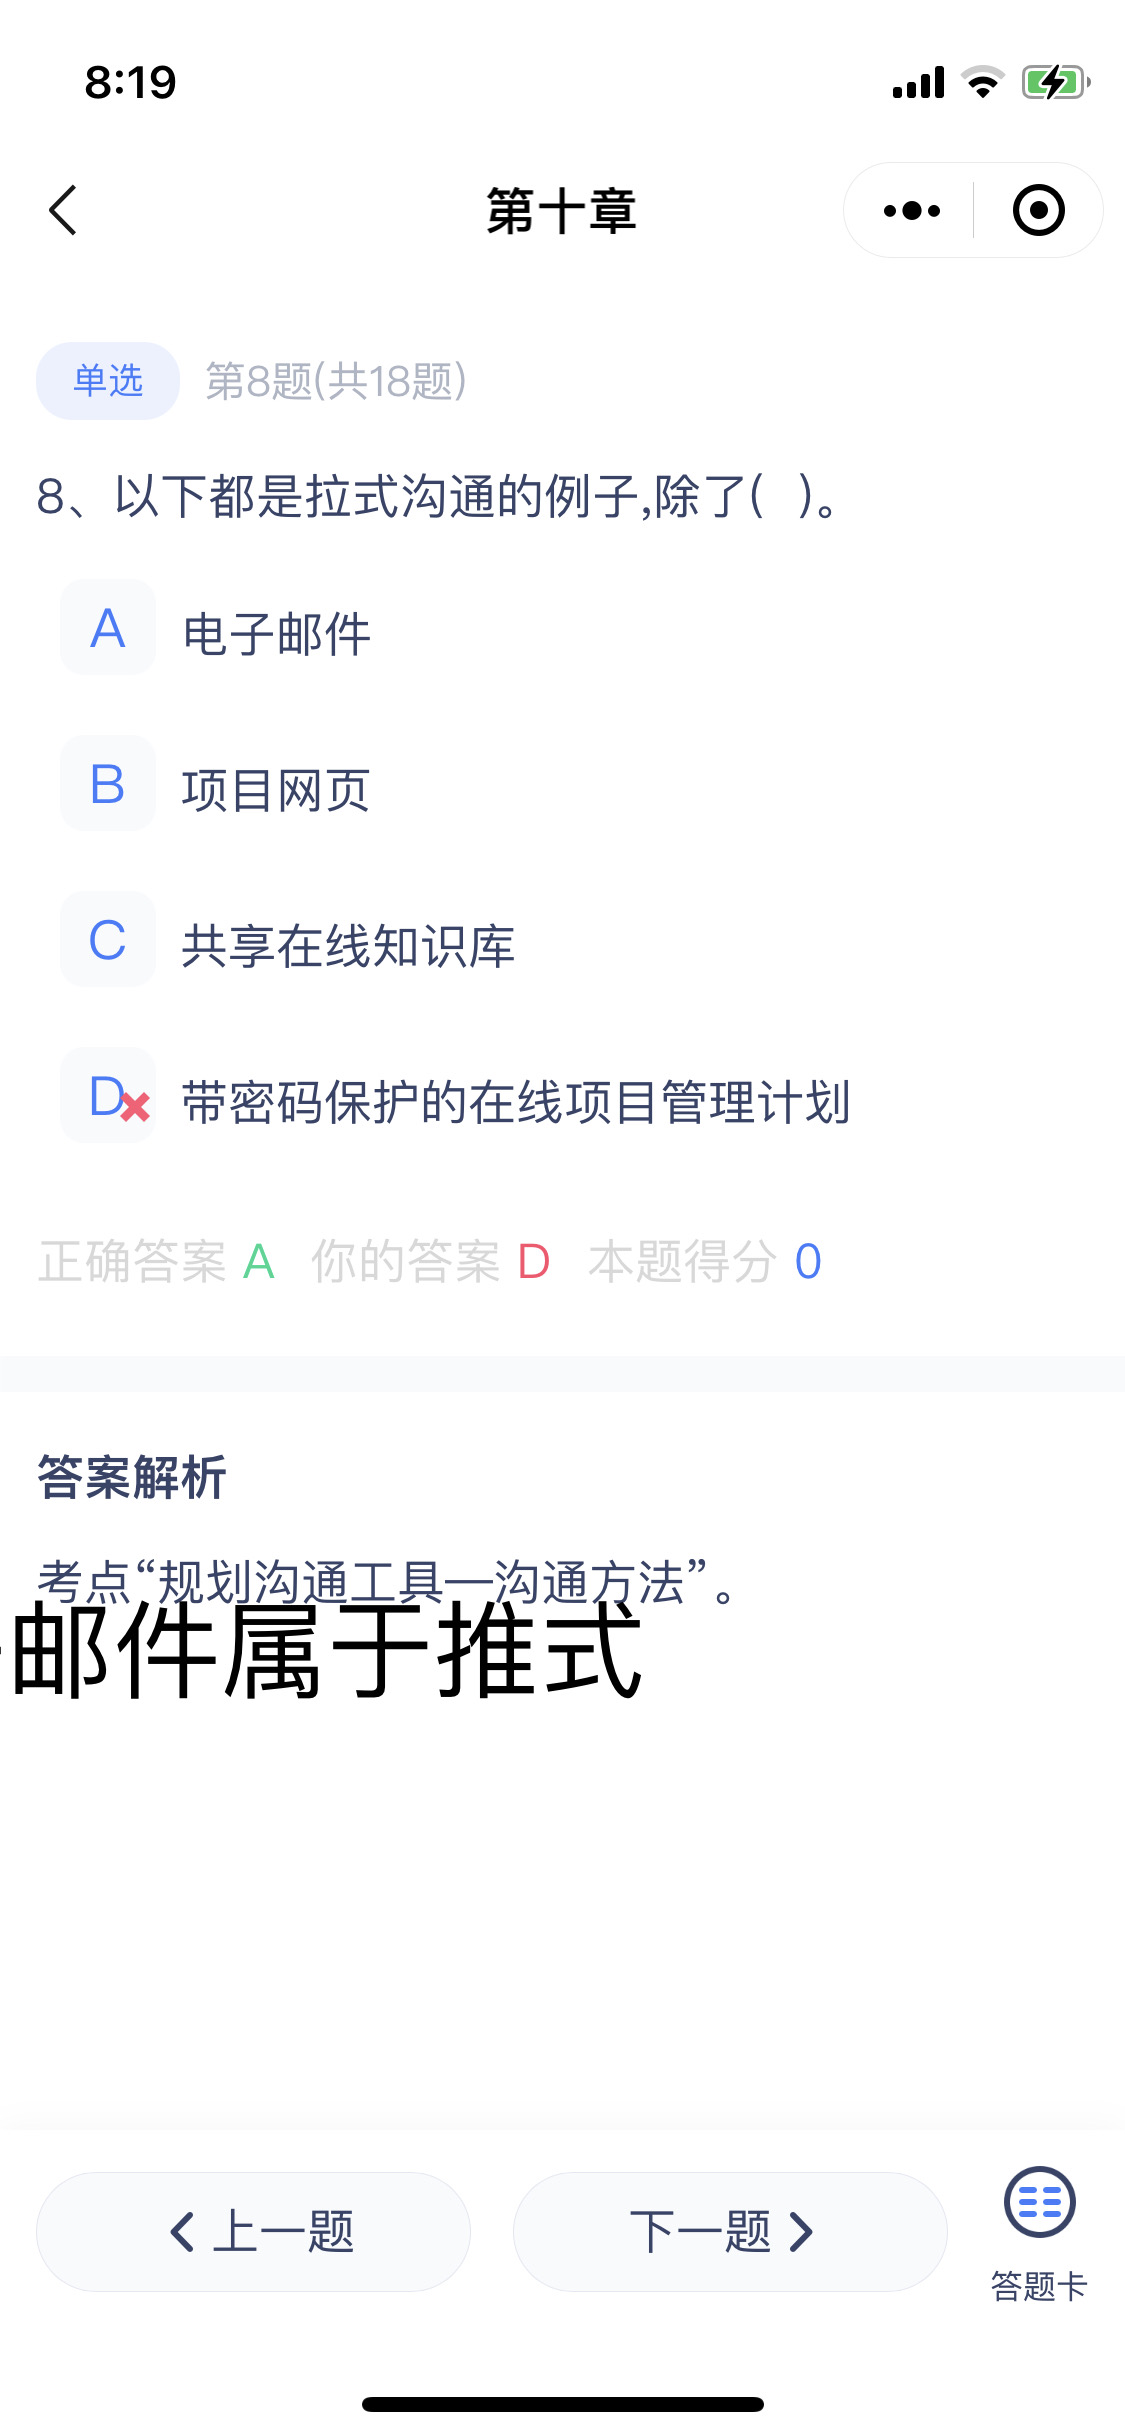 8:19
第十章
单选 第8题(共18题)
8、以下都是拉式沟通的例子,除了( )。
A 电子邮件
B 项目网页
C 共享在线知识库
D 带密码保护的在线项目管理计划
正确答案 A 你的答案 D 本题得分 0
答案解析
考点“规划沟通工具—沟通方法”。
邮件属于推式
上一题 下一题
答题卡